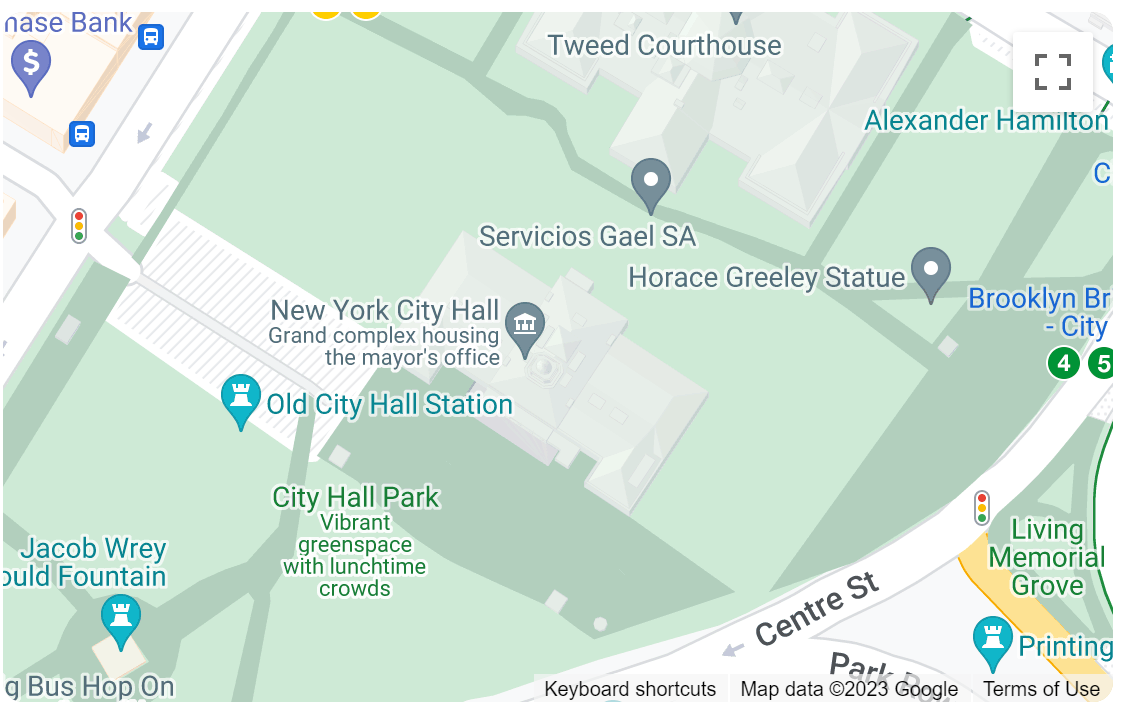 nase Bank
$
Tweed Courthouse
Alexander Hamilton
C
Servicios Gael SA
Horace Greeley Statue
Brooklyn Br
- City
4 5
New York City Hall
Grand complex housing
the mayor's office
Old City Hall Station
City Hall Park
Vibrant
greenspace
with lunchtime
crowds
Living
Memorial
Grove
Jacob Wrey
ould Fountain
Centre St
Printing
Park
g Bus Hop On
Keyboard shortcuts
Map data ©2023 Google
Terms of Use